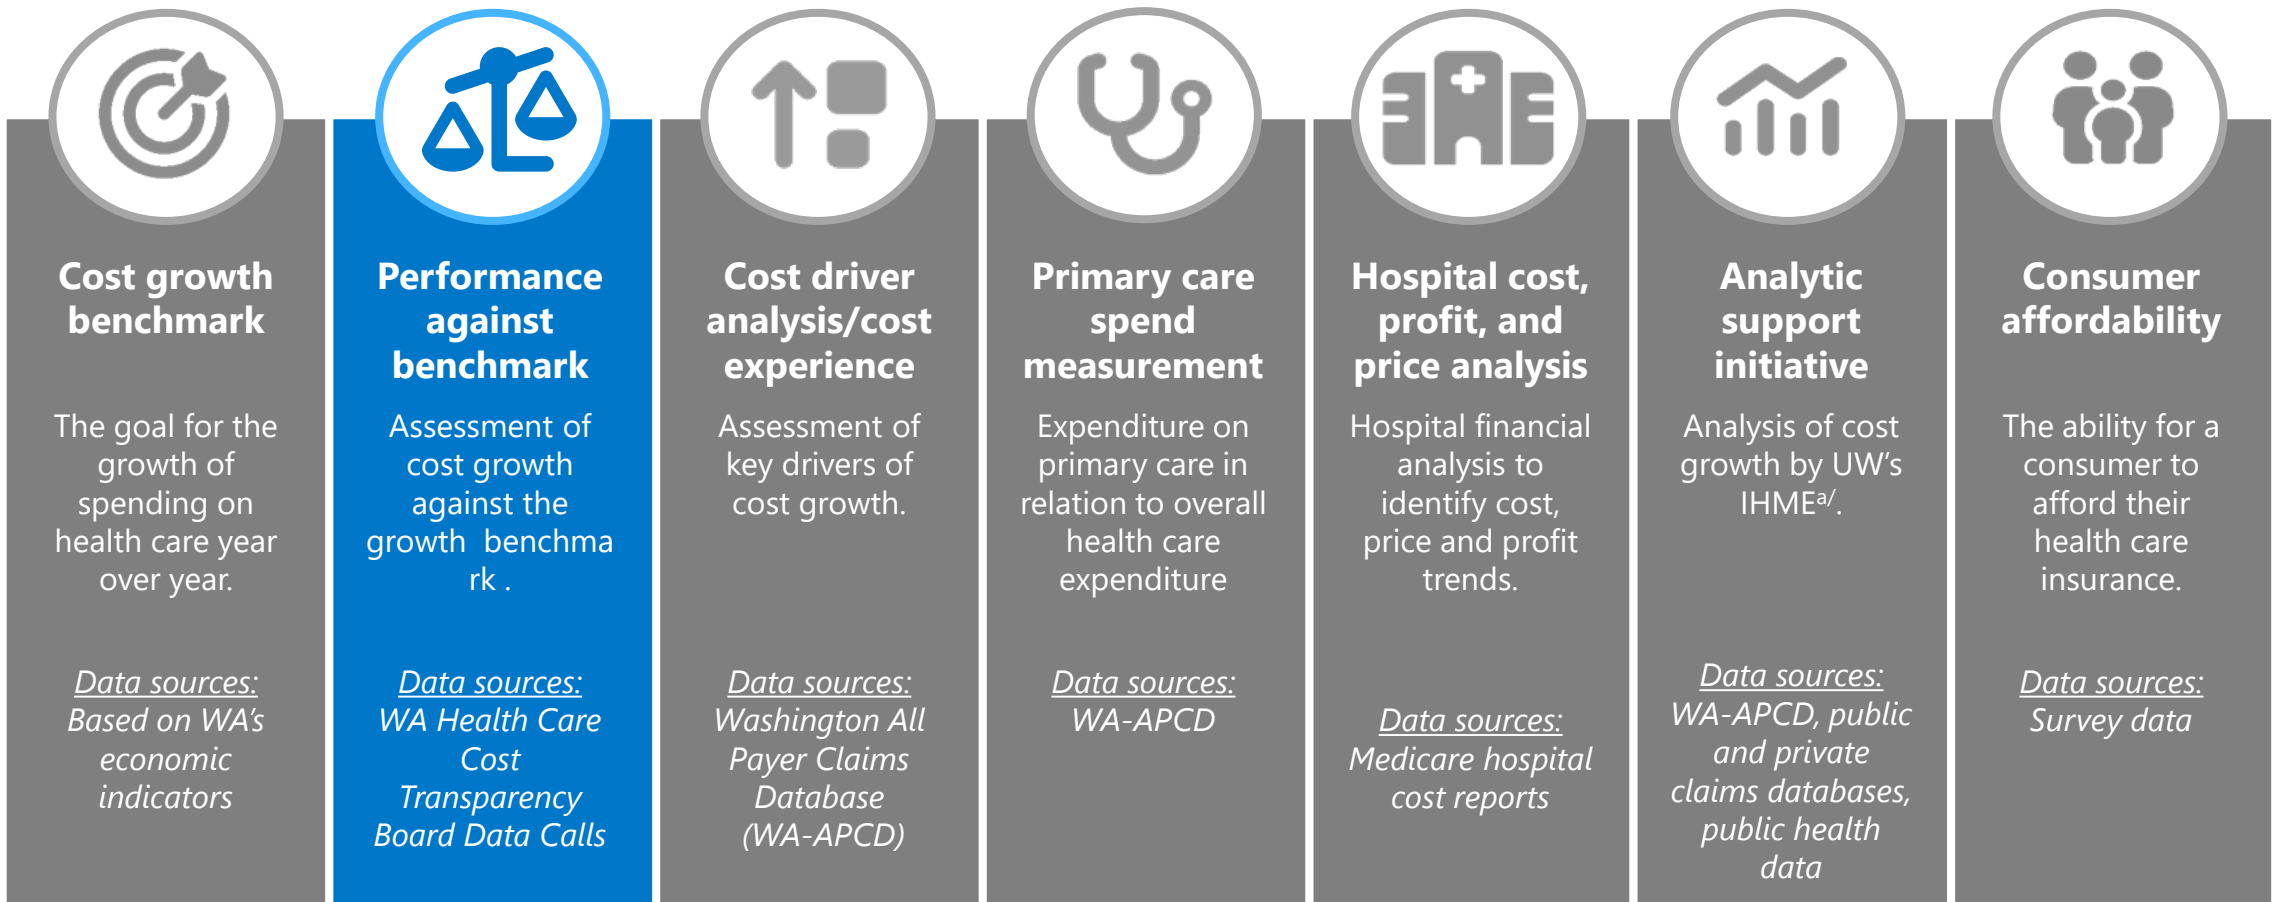 Cost growth
benchmark
The goal for the
growth of
spending on
health care year
over year.
Data sources:
Based on WA's
economic
indicators
Performance
against
benchmark
Assessment of
cost growth
against the
growth  benchma
rk .
Data sources:
WA Health Care
Cost
Transparency
Board Data Calls
Cost driver
analysis/cost
experience
Assessment of
key drivers of
cost growth.
Data sources:
Washington All
Payer Claims
Database
(WA-APCD)
Primary care
spend
measurement
Expenditure on
primary care in
relation to overall
health care
expenditure
Data sources:
WA-APCD
Hospital cost,
profit, and
price analysis
Hospital financial
analysis to
identify cost,
price and profit
trends.
Data sources:
Medicare hospital
cost reports
Analytic
support
initiative
Analysis of cost
growth by UW's
IHMEa/.
Data sources:
WA-APCD, public
and private
claims databases,
public health
data
Consumer
affordability
The ability for a
consumer to
afford their
health care
insurance.
Data sources:
Survey data